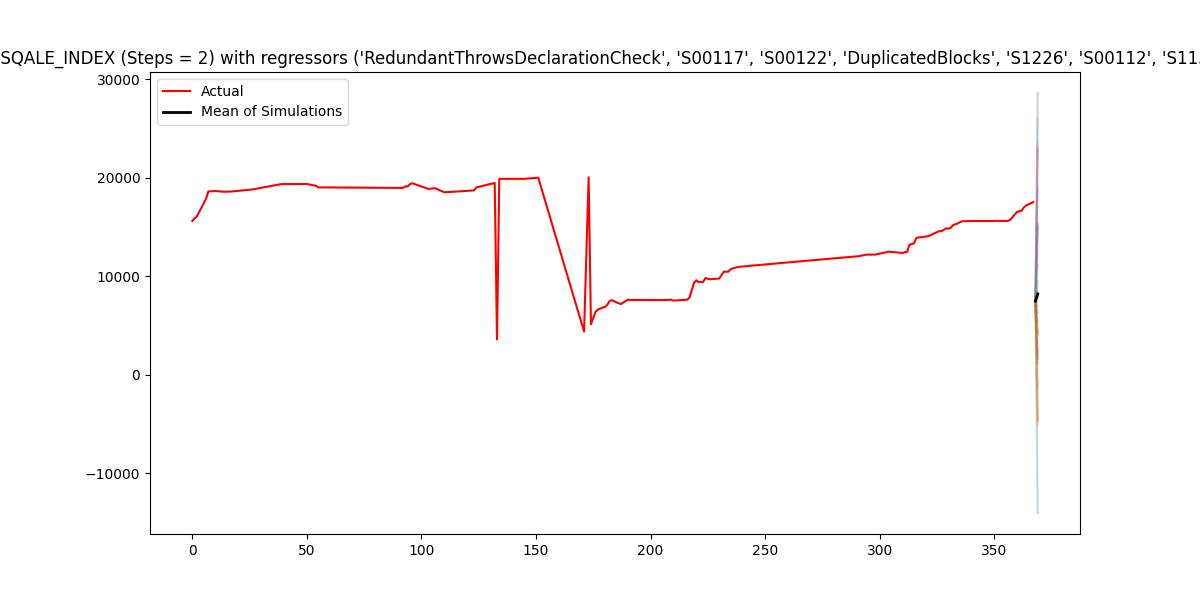 SQALE_INDEX (Steps = 2) with regressors ('RedundantThrowsDeclarationCheck', 'S00117', 'S00122', 'DuplicatedBlocks', 'S1226', 'S00112', 'S11
Actual
Mean of Simulations
30000
20000
10000
0
−10000
0 50 100 150 200 250 300 350